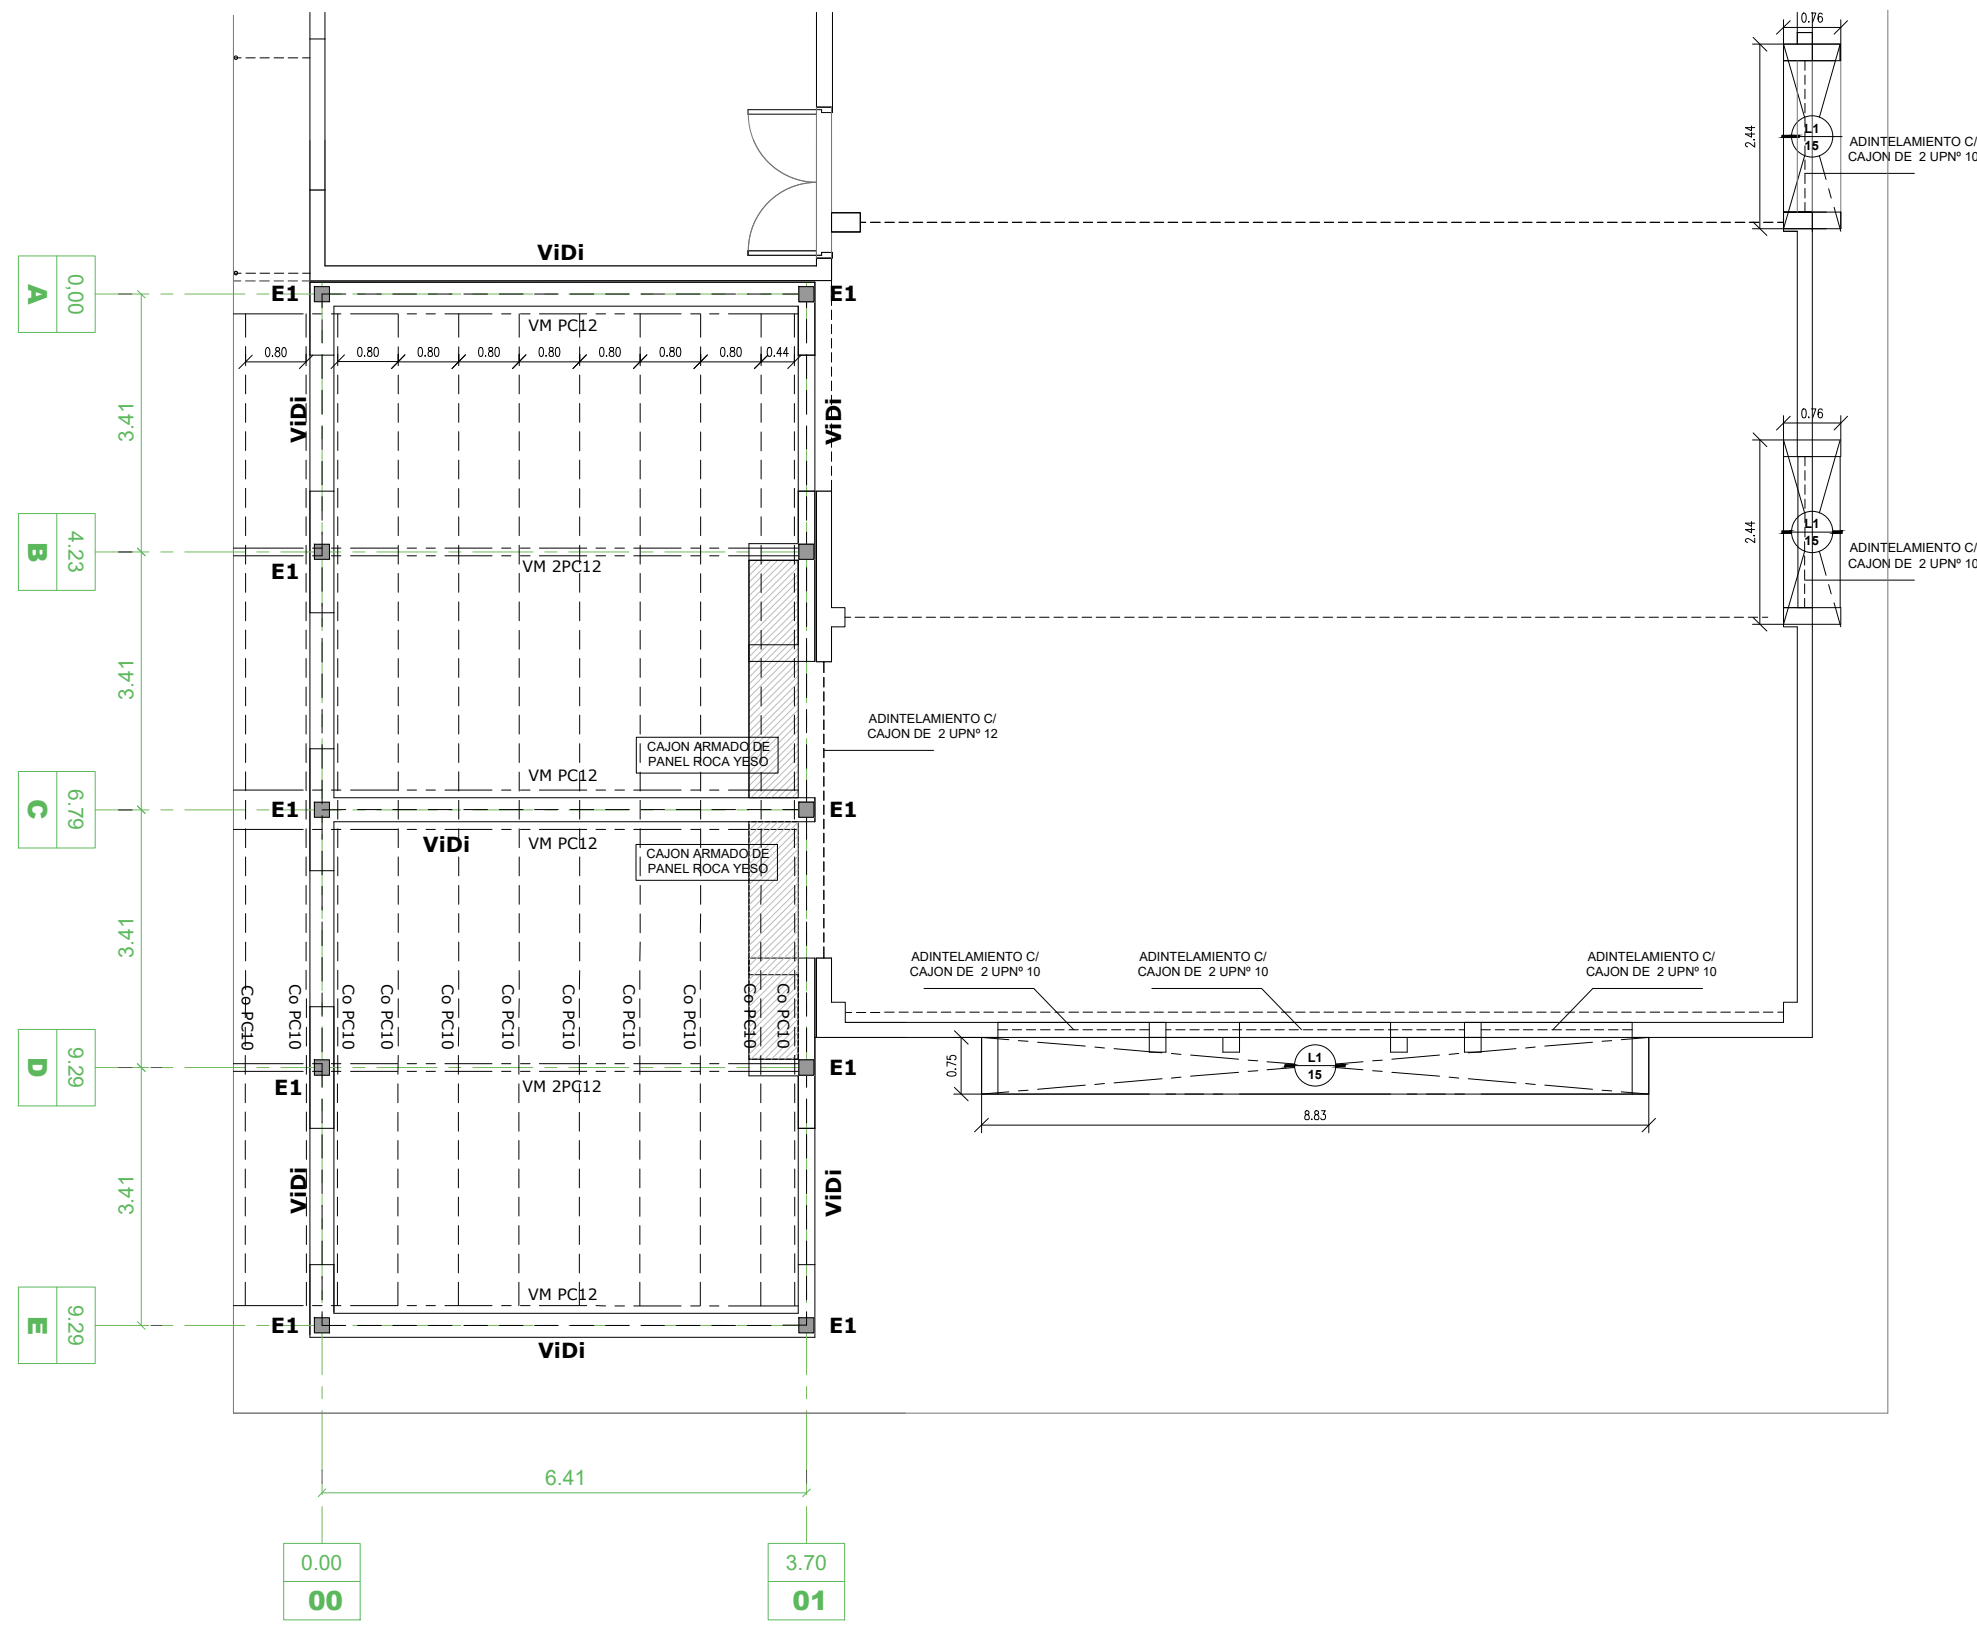 0.76
2.44
L1
15
ADINTELAMIENTO C/
CAJON DE 2 UPNº 10
ViDi
A
0,00
E1
E1
VM PC12
0.80
0.80
0.80
0.80
0.80
0.80
0.80
0.80
0.44
3.41
ViDi
ViDi
0.76
2.44
L1
15
ADINTELAMIENTO C/
CAJON DE 2 UPNº 10
B
4.23
E1
VM 2PC12
3.41
ADINTELAMIENTO C/
CAJON DE 2 UPNº 12
CAJON ARMADO DE
PANEL ROCA YESO
VM PC12
C
6.79
E1
E1
ViDi
VM PC12
CAJON ARMADO DE
PANEL ROCA YESO
3.41
ADINTELAMIENTO C/
CAJON DE 2 UPNº 10
ADINTELAMIENTO C/
CAJON DE 2 UPNº 10
ADINTELAMIENTO C/
CAJON DE 2 UPNº 10
Co PC10
Co PC10
Co PC10
Co PC10
Co PC10
Co PC10
Co PC10
Co PC10
Co PC10
Co PC10
Co PC10
D
9.29
E1
E1
VM 2PC12
0.75
L1
15
8.83
3.41
ViDi
ViDi
VM PC12
E
9.29
E1
E1
ViDi
6.41
0.00
00
3.70
01